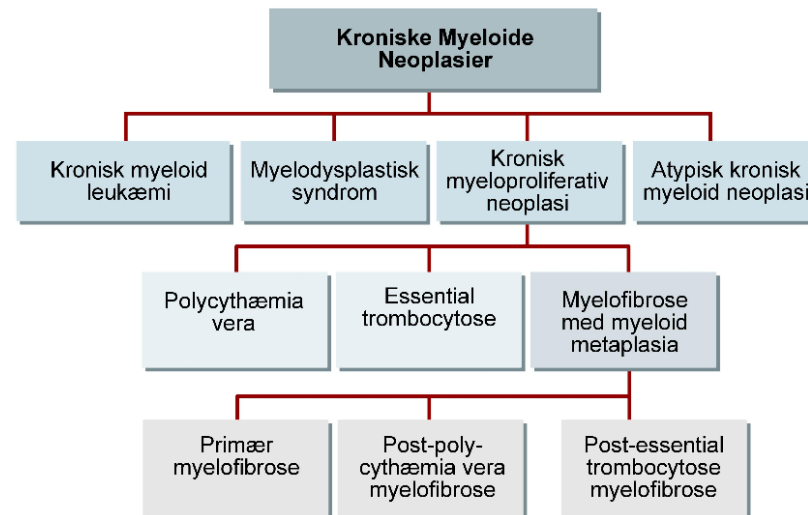 Kroniske Myeloide
Neoplasier
Kronisk myeloid
leukæmi
Myelodysplastisk
syndrom
Kronisk
myeloproliferativ
neoplasi
Atypisk kronisk
myeloid neoplasi
Polycythæmia
vera
Essential
trombocytose
Myelofibrose
med myeloid
metaplasia
Primær
myelofibrose
Post-poly-
cythæmia vera
myelofibrose
Post-essential
trombocytose
myelofibrose